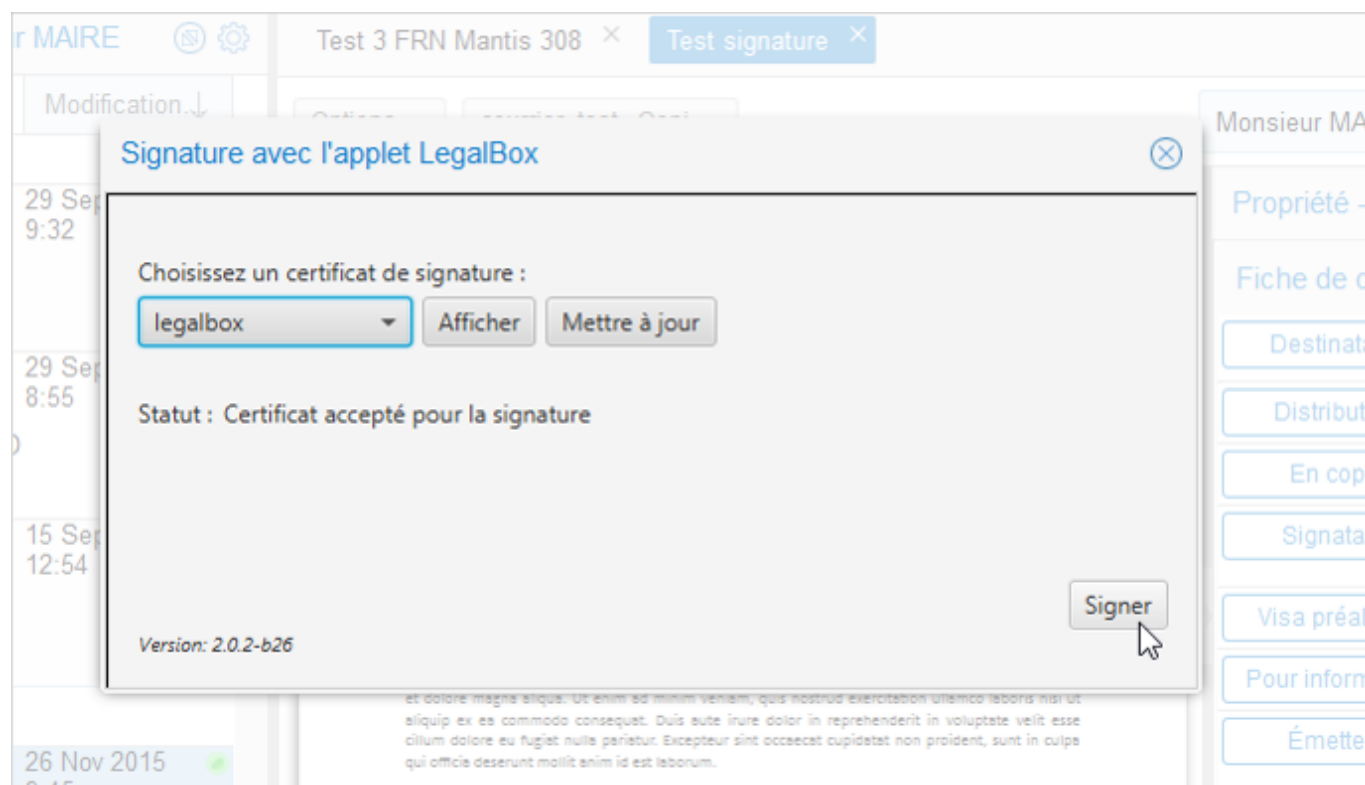 r MAIRE
Test 3 FRN Mantis 308
Test signature
Modification
Monsieur MA
Signature avec l'applet LegalBox
29 Sep
9:32
Propriété -
Choisissez un certificat de signature :
Fiche de c
legalbox
Afficher
Mettre à jour
Destinata
29 Sep
8:55
Statut : Certificat accepté pour la signature
Distribut
En cop
15 Sep
12:54
Signata
Signer
Visa préal
Version: 2.0.2-b26
Pour inform
et dolore magna aliqua. Ut enim ad minim veniam, quis nostrud exercitation ullamco laboris nisi ut
aliquip ex ea commodo consequat. Duis aute irure dolor in reprehenderit in voluptate velit esse
cillum dolore eu fugiat nulla pariatur. Excepteur sint occaecat cupidatat non proident, sunt in culpa
qui officia deserunt mollit anim id est laborum.
Émette
26 Nov 2015